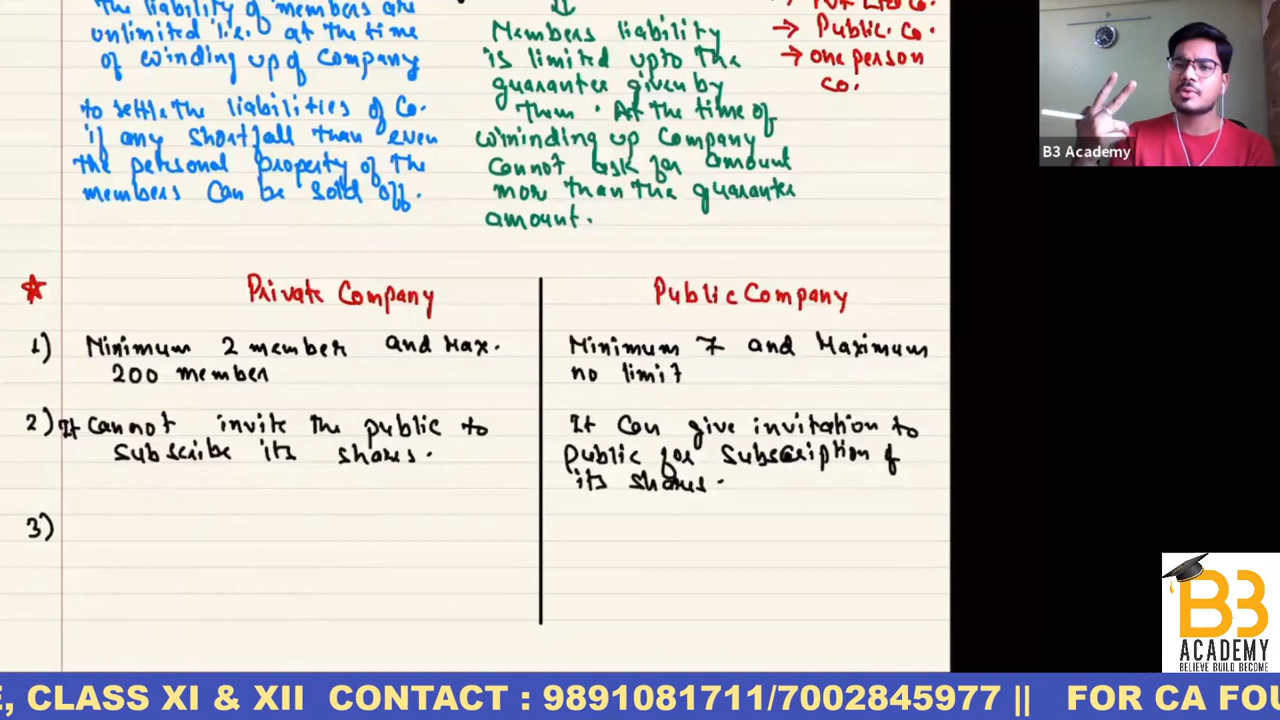 The liability of members are
unlimited i.e. at the time
of winding up of Company
to settle the liabilities of Co.
if any shortfall than even
the personal property of the
members can be sold off.
Members liability
is limited upto the
guarantee given by
them. At the time of
wininding up Company
cannot ask for amount
more than the guarantee
amount.
→ Pvt Ltd Co.
→ Public. Co.
→ one person
co.
B3 Academy
Private Company
Public Company
1) Minimum 2 member and Max.
200 member
Minimum 7 and Maximum
no limit
2) It cannot invite the public to
subscribe its shares.
It can give invitation to
public for subscription of
its shares.
3)
B3
ACADEMY
BELIEVE BUILD BECOME
E, CLASS XI & XII CONTACT : 9891081711/7002845977 || FOR CA FOU